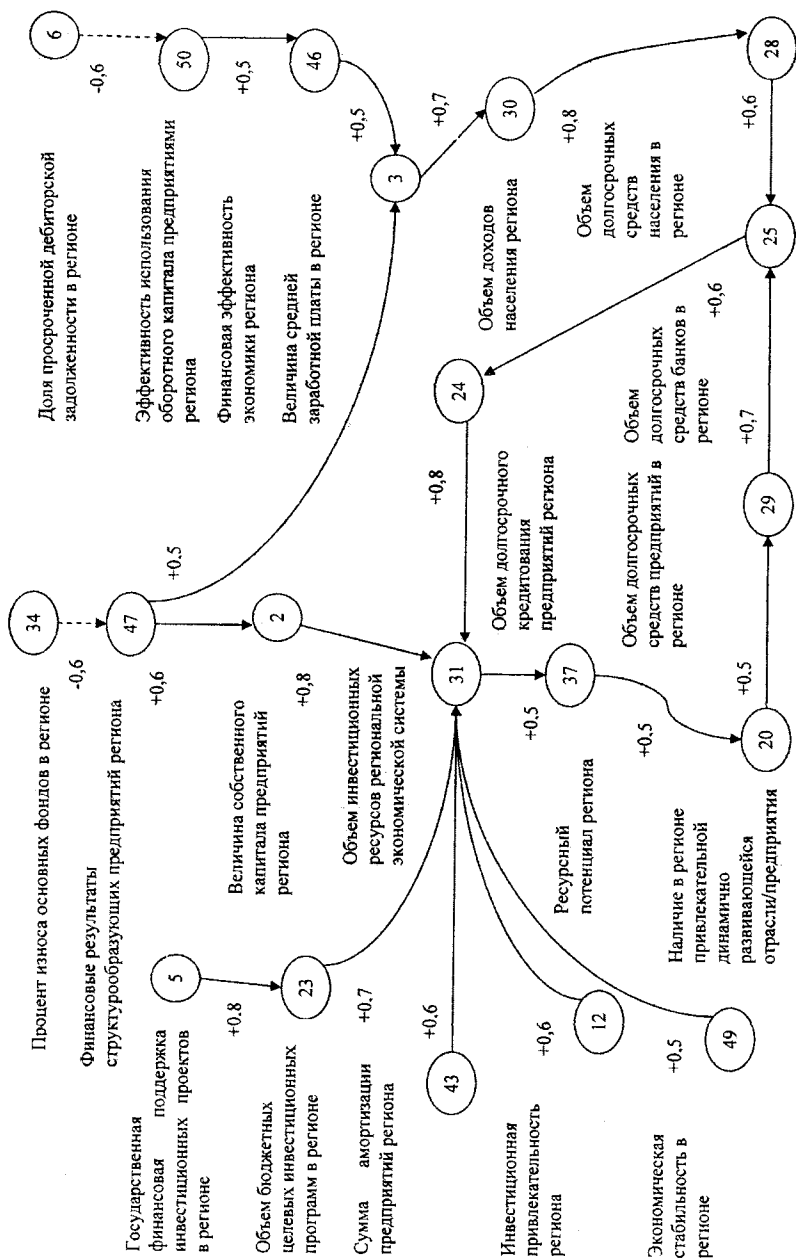 Процент износа основных фондов в регионе
34
-0,6
Финансовые результаты
структурообразующих предприятий региона
47
+0,6
+0.5
Государственная
финансовая поддержка
инвестиционных проектов
в регионе
5
+0.8
Величина собственного
капитала предприятий
региона
2
+0,8
Объем бюджетных
целевых инвестиционных
программ в регионе
23
+0,7
Сумма амортизации
предприятий региона
43
+0.6
Объем инвестиционных
ресурсов региональной
экономической системы
31
+0.5
Инвестиционная
привлекательность
региона
+0,6
12
Экономическая
стабильность в
регионе
+0.5
49
Ресурсный
потенциал региона
37
+0.5
Наличие в регионе
привлекательной
динамично
развивающейся
отрасли/предприятия
20
+0.5
Доля просроченной дебиторской
задолженности в регионе
6
-0,6
Эффективность использования
оборотного капитала предприятиями
региона
50
+0,5
Финансовая эффективность
экономики региона
46
+0,5
Величина средней
заработной платы в регионе
3
+0,7
Объем доходов
населения региона
30
+0,8
Объем
долгосрочных
средств
населения в
регионе
28
+0,6
Объем долгосрочного
кредитования
предприятий региона
24
+0,8
Объем
долгосрочных
средств банков в
регионе
25
+0,6
Объем долгосрочных
средств предприятий в
регионе
29
+0,7